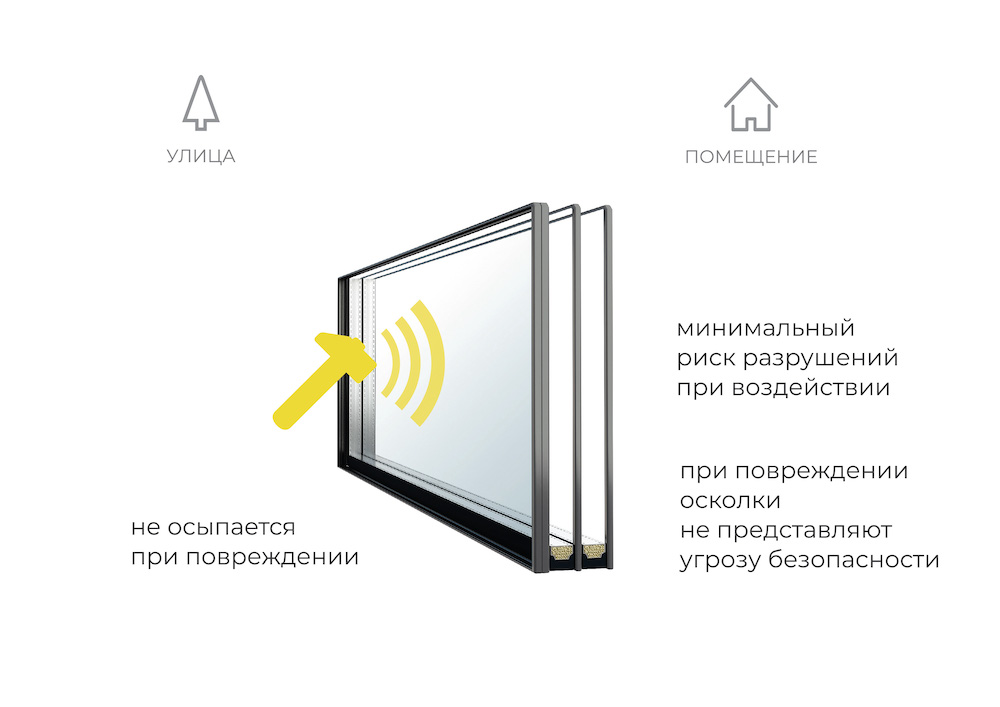 УЛИЦА
ПОМЕЩЕНИЕ
минимальный
риск разрушений
при воздействии
при повреждении
осколки
не представляют
угрозу безопасности
не осыпается
при повреждении